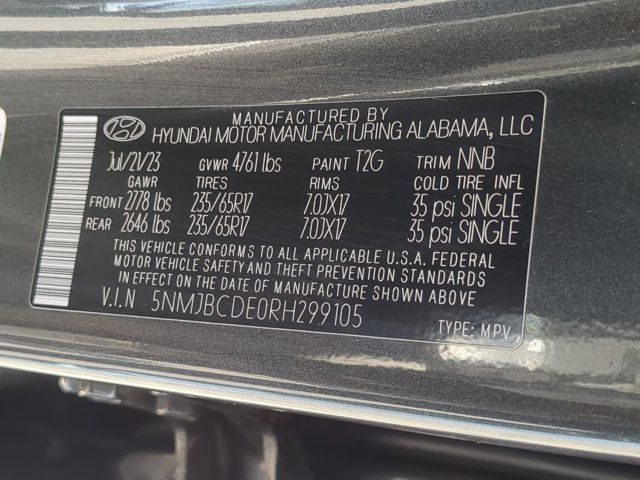 MANUFACTURED BY
HYUNDAI MOTOR MANUFACTURING ALABAMA, LLC
Jul/21/23 GVWR 4761 lbs PAINT T2G TRIM NNB
GAWR TIRES RIMS COLD TIRE INFL
FRONT 2778 lbs 235/65R17 7.0JX17 35 psi SINGLE
REAR 2646 lbs 235/65R17 7.0JX17 35 psi SINGLE
THIS VEHICLE CONFORMS TO ALL APPLICABLE U.S.A. FEDERAL
MOTOR VEHICLE SAFETY AND THEFT PREVENTION STANDARDS
IN EFFECT ON THE DATE OF MANUFACTURE SHOWN ABOVE
V.I.N 5NMJBCDE0RH299105
TYPE: MPV